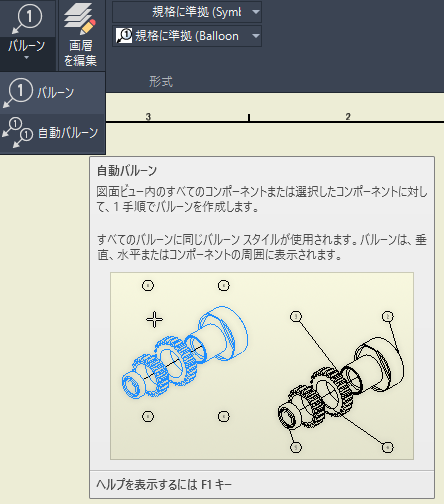 1
バルーン
画層
を編集
規格に準拠 (Symb
1
規格に準拠 (Balloon
形式
1
バルーン
1
1
自動バルーン
3
2
自動バルーン
図面ビュー内のすべてのコンポーネントまたは選択したコンポーネントに対し
て、1 手順でバルーンを作成します。
すべてのバルーンに同じバルーン スタイルが使用されます。バルーンは、垂
直、水平またはコンポーネントの周囲に表示されます。
ヘルプを表示するには F1 キー